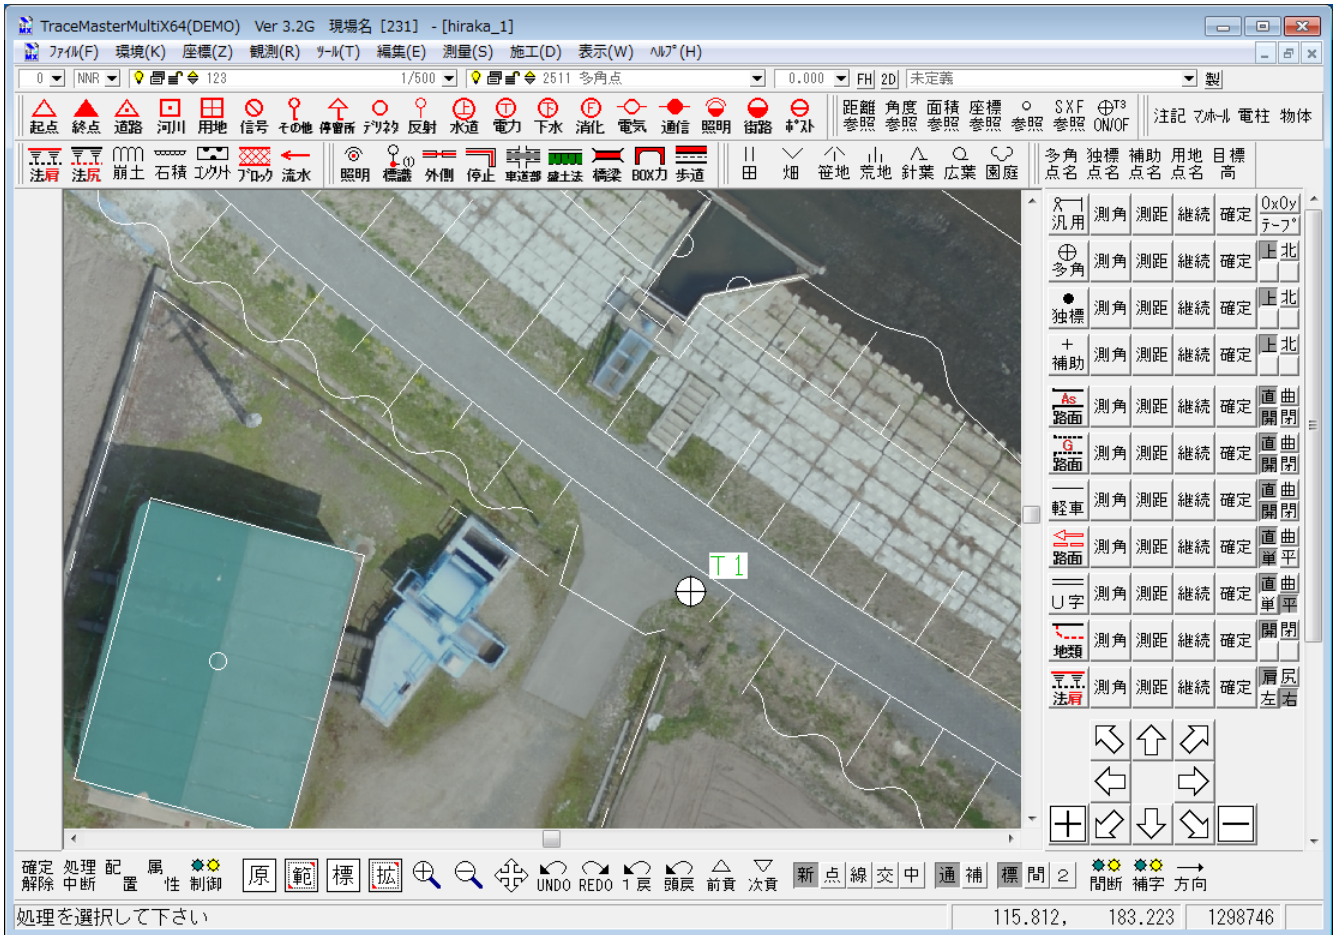 TraceMasterMultiX64(DEMO) Ver 3.2G 現場名 [231] - [hiraka_1]
ファイル(F) 環境(K) 座標(Z) 観測(R) ツール(T) 編集(E) 測量(S) 施工(D) 表示(W) ヘルプ(H)
0 NNR 123 1/500 2511 多角点 0.000 FH 2D 未定義 製
起点 終点 道路 河川 用地 信号 その他 停留所 デリネタ 反射 水道 電力 下水 消化 電気 通信 照明 街路 ポスト 距離参照 角度参照 面積参照 座標参照 参照 SXF参照 T3 ON/OF 注記 マホール 電柱 物体
法肩 法尻 崩土 石積 コンクリト ブロック 流水 照明 標識 外側 停止 車道部 盛土法 橋梁 BOXカ 歩道 田 畑 笹地 荒地 針葉 広葉 園庭 多角点名 独標点名 補助点名 用地点名 目標高
汎用 測角 測距 継続 確定 0x0y テープ
多角 測角 測距 継続 確定 上 北
独標 測角 測距 継続 確定 上 北
補助 測角 測距 継続 確定 上 北
As 路面 測角 測距 継続 確定 直 曲 開 閉
G 路面 測角 測距 継続 確定 直 曲 開 閉
軽車 測角 測距 継続 確定 直 曲 開 閉
路面 測角 測距 継続 確定 直 曲 単 平
U字 測角 測距 継続 確定 直 曲 単 平
地類 測角 測距 継続 確定 開 閉
法肩 測角 測距 継続 確定 肩 尻 左 右
T1
確定解除 処理中断 配置 属性 制御 原 範 標 拡 UNDO REDO 1戻 頭戻 前頁 次頁 新 点 線 交 中 通 補 標 間 2 間断 補字 方向
処理を選択して下さい 115.812, 183.223 1298746